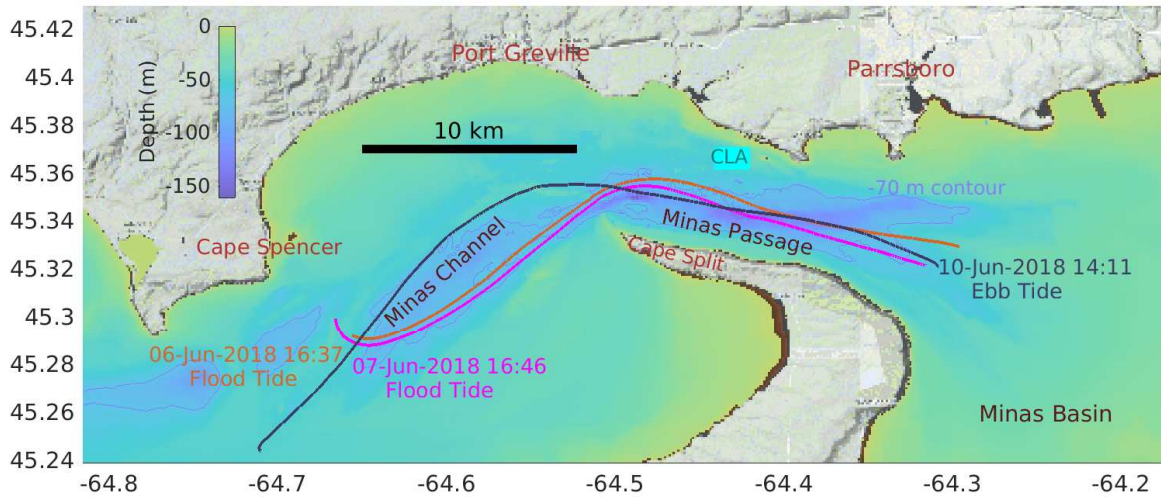 45.42
45.4
45.38
45.36
45.34
45.32
45.3
45.28
45.26
45.24
0
-50
-100
-150
Depth (m)
Port Greville
Parrsboro
10 km
CLA
-70 m contour
Cape Spencer
Minas Channel
Minas Passage
Cape Split
10-Jun-2018 14:11
Ebb Tide
06-Jun-2018 16:37
Flood Tide
07-Jun-2018 16:46
Flood Tide
Minas Basin
-64.8
-64.7
-64.6
-64.5
-64.4
-64.3
-64.2